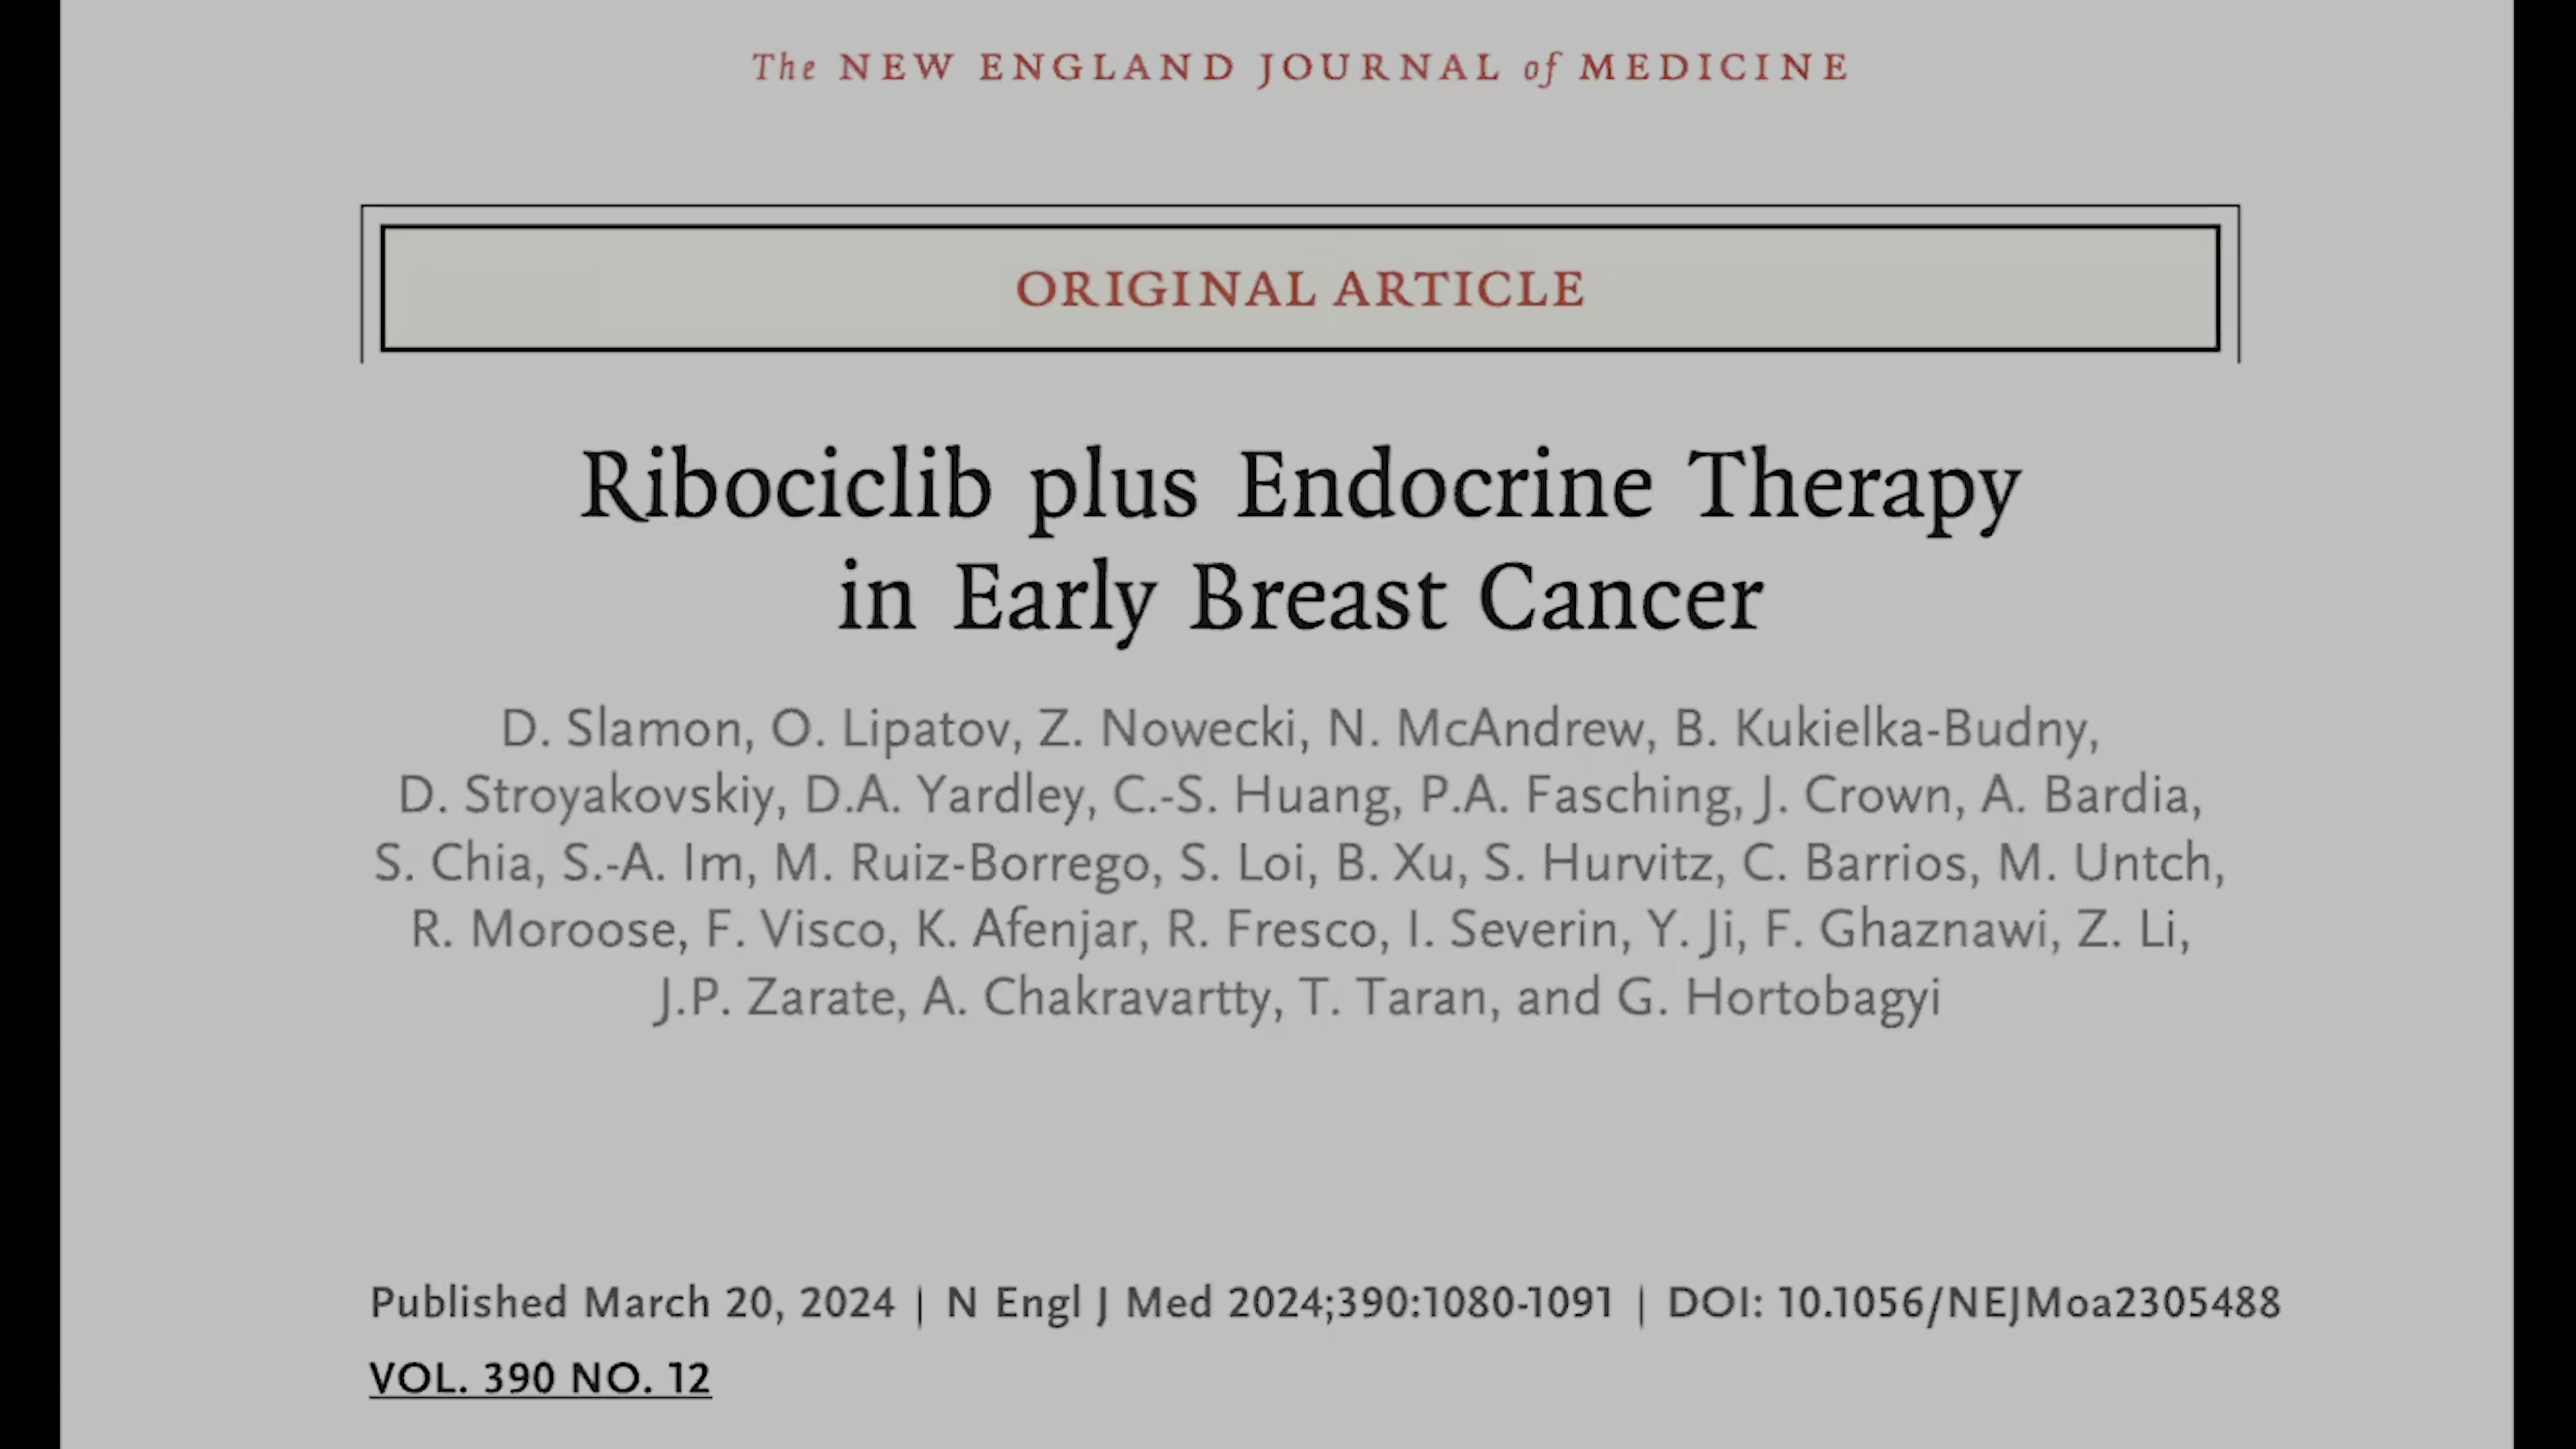 The NEW ENGLAND JOURNAL of MEDICINE
ORIGINAL ARTICLE
Ribociclib plus Endocrine Therapy
in Early Breast Cancer
D. Slamon, O. Lipatov, Z. Nowecki, N. McAndrew, B. Kukielka-Budny,
D. Stroyakovskiy, D.A. Yardley, C.-S. Huang, P.A. Fasching, J. Crown, A. Bardia,
S. Chia, S.-A. Im, M. Ruiz-Borrego, S. Loi, B. Xu, S. Hurvitz, C. Barrios, M. Untch,
R. Moroose, F. Visco, K. Afenjar, R. Fresco, I. Severin, Y. Ji, F. Ghaznawi, Z. Li,
J.P. Zarate, A. Chakravartty, T. Taran, and G. Hortobagyi
Published March 20, 2024 | N Engl J Med 2024;390:1080-1091 | DOI: 10.1056/NEJMoa2305488
VOL. 390 NO. 12